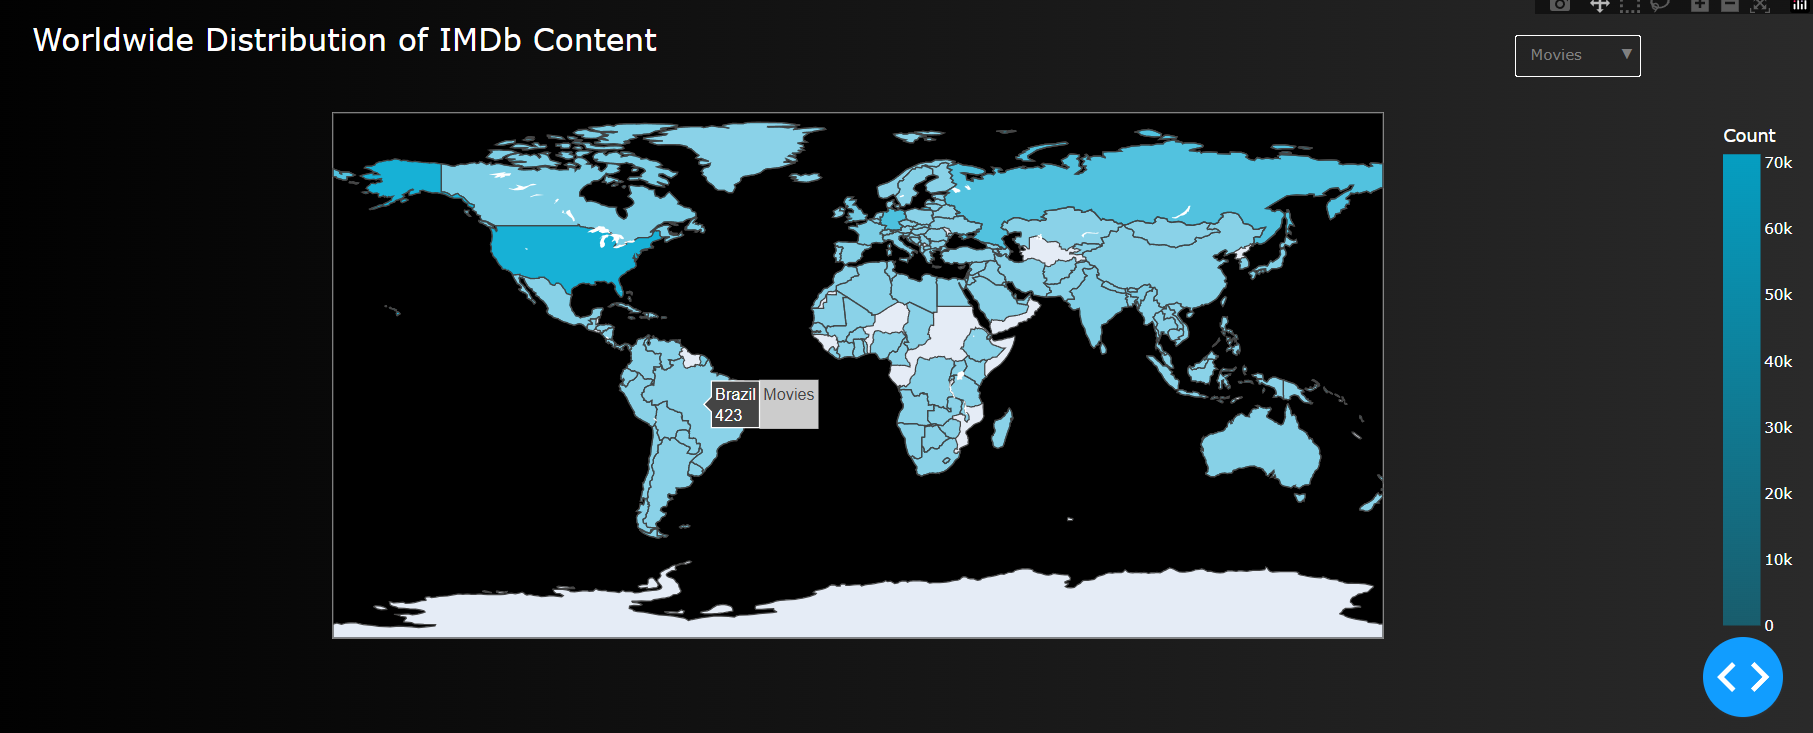 Worldwide Distribution of IMDb Content
Movies
Count
70k
60k
50k
40k
30k
20k
10k
0
Brazil
423
Movies